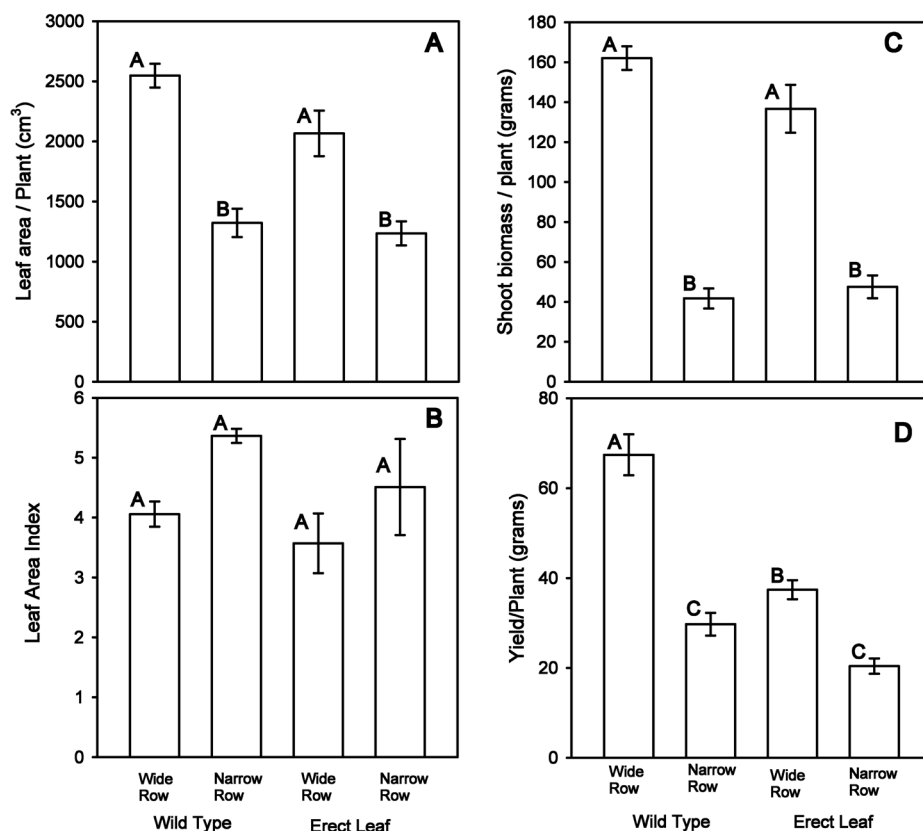 A
Leaf area / Plant (cm³)
3000
2500
2000
1500
1000
500
0
A
B
A
B
B
Leaf Area Index
6
5
4
3
2
1
0
A
A
A
A
Wide Row
Narrow Row
Wide Row
Narrow Row
Wild Type
Erect Leaf
C
Shoot biomass / plant (grams)
180
160
140
120
100
80
60
40
20
0
A
B
A
B
D
Yield/Plant (grams)
80
60
40
20
0
A
C
B
C
Wide Row
Narrow Row
Wide Row
Narrow Row
Wild Type
Erect Leaf